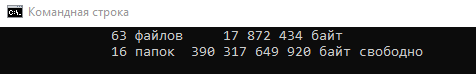 Командная строка
63 файлов 17 872 434 байт
16 папок 390 317 649 920 байт свободно